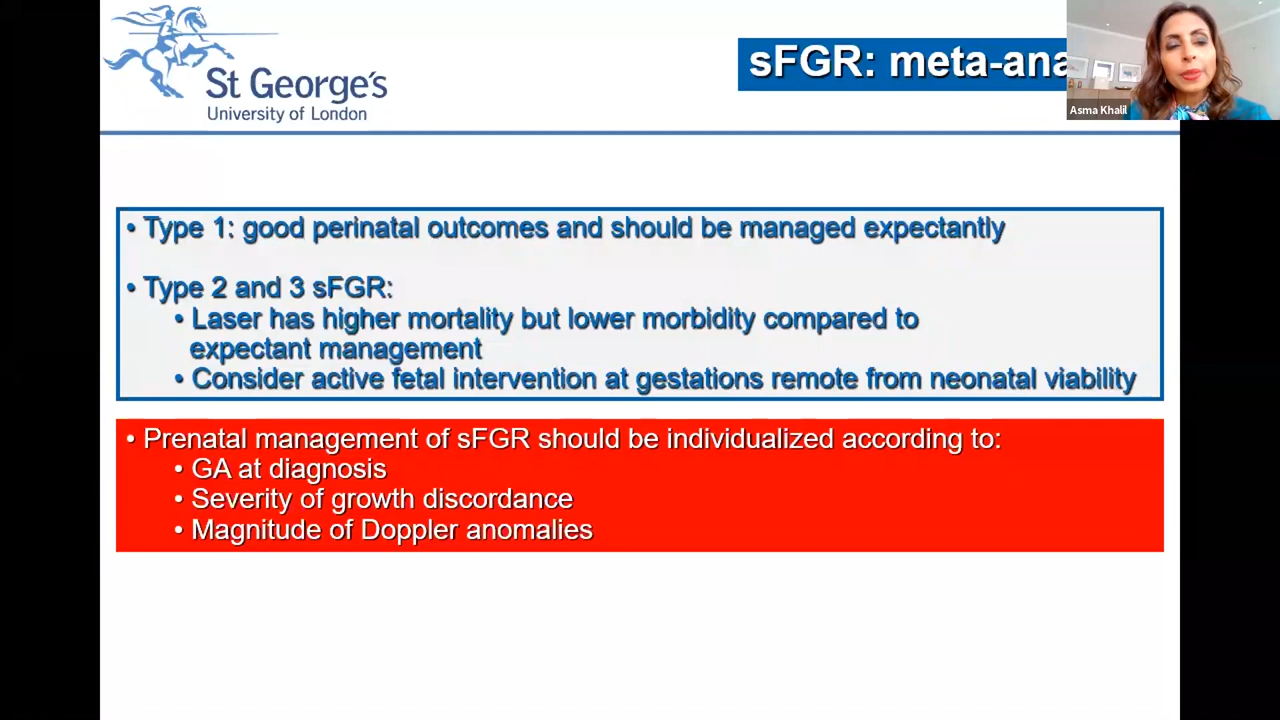 St George's
University of London
sFGR: meta-ana
Asma Khalil
• Type 1: good perinatal outcomes and should be managed expectantly
• Type 2 and 3 sFGR:
• Laser has higher mortality but lower morbidity compared to
expectant management
• Consider active fetal intervention at gestations remote from neonatal viability
• Prenatal management of sFGR should be individualized according to:
• GA at diagnosis
• Severity of growth discordance
• Magnitude of Doppler anomalies